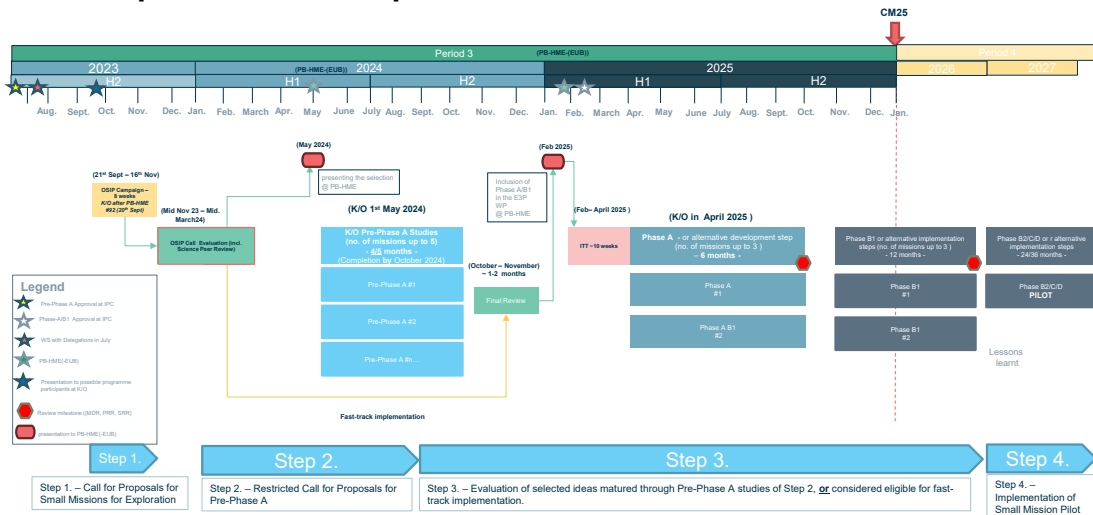 CM25
Period 3
(PB-HME-(EUB))
Period 4
2023
(PB-HME-(EUB))
2024
2025
2026
2027
H2
H1
H2
H1
H2
Aug.
Sept.
Oct.
Nov.
Dec.
Jan.
Feb.
March
Apr.
May
June
July
Aug.
Sept.
Oct.
Nov.
Dec.
Jan.
Feb.
March
Apr.
May
June
July
Aug.
Sept.
Oct.
Nov.
Dec.
Jan.
(21st Sept – 16th Nov)
OSIP Campaign –
8 weeks
K/O after PB-HME
#92 (20th Sept)
(Mid Nov 23 – Mid.
March24)
OSIP Call Evaluation (incl.
Science Peer Review)
(May 2024)
presenting the selection
@ PB-HME
(K/O 1st May 2024)
K/O Pre-Phase A Studies
(no. of missions up to 5)
- 4/5 months -
(Completion by October 2024)
Pre-Phase A #1
Pre-Phase A #2
Pre-Phase A #n...
(October – November)
– 1-2 months
Final Review
Fast-track implementation
(Feb 2025)
Inclusion of
Phase A/B1
in the E3P
WP
@ PB-HME
(Feb– April 2025 )
ITT ~10 weeks
(K/O in April 2025 )
Phase A - or alternative development step
(no. of missions up to 3 )
- 6 months -
Phase A
#1
Phase A B1
#2
Phase B1 or alternative implementation
steps (no. of missions up to 3 )
- 12 months -
Phase B1
#1
Phase B1
#2
Phase B2/C/D or r alternative
implementation steps
- 24/36 months -
Phase B2/C/D
PILOT
Lessons
learnt
Legend
Pre-Phase A Approval at IPC
Phase-A/B1 Approval at IPC
WS with Delegations in July
PB-HME(-EUB)
Presentation to possible programme
participants at K/O
Review milestone ((M)DR, PRR, SRR)
presentation to PB-HME(-EUB)
Step 1.
Step 2.
Step 3.
Step 4.
Step 1. – Call for Proposals for
Small Missions for Exploration
Step 2. – Restricted Call for Proposals for
Pre-Phase A
Step 3. – Evaluation of selected ideas matured through Pre-Phase A studies of Step 2, or considered eligible for fast-
track implementation.
Step 4. –
Implementation of
Small Mission Pilot